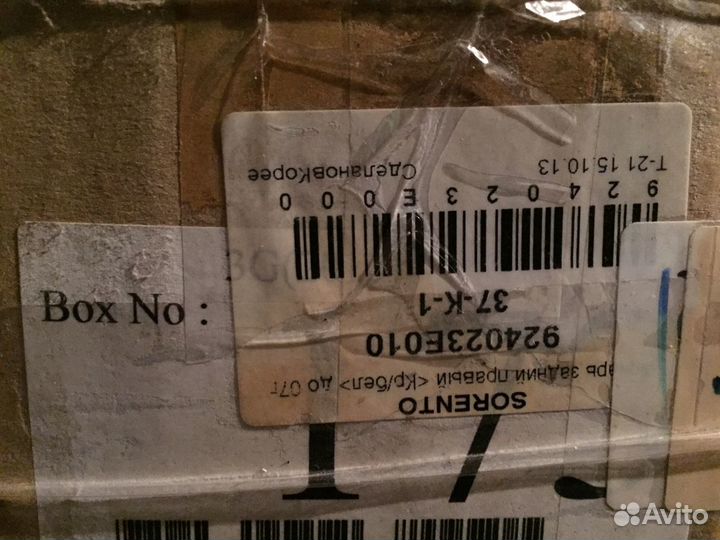 SORENTO
задний правый <Кр/бел> до 07г
924023E010
37-K-1
9 2 4 0 2 3 E 0 0 0
Т-21 15.10.13 СделановКорее
Box No :
Avito